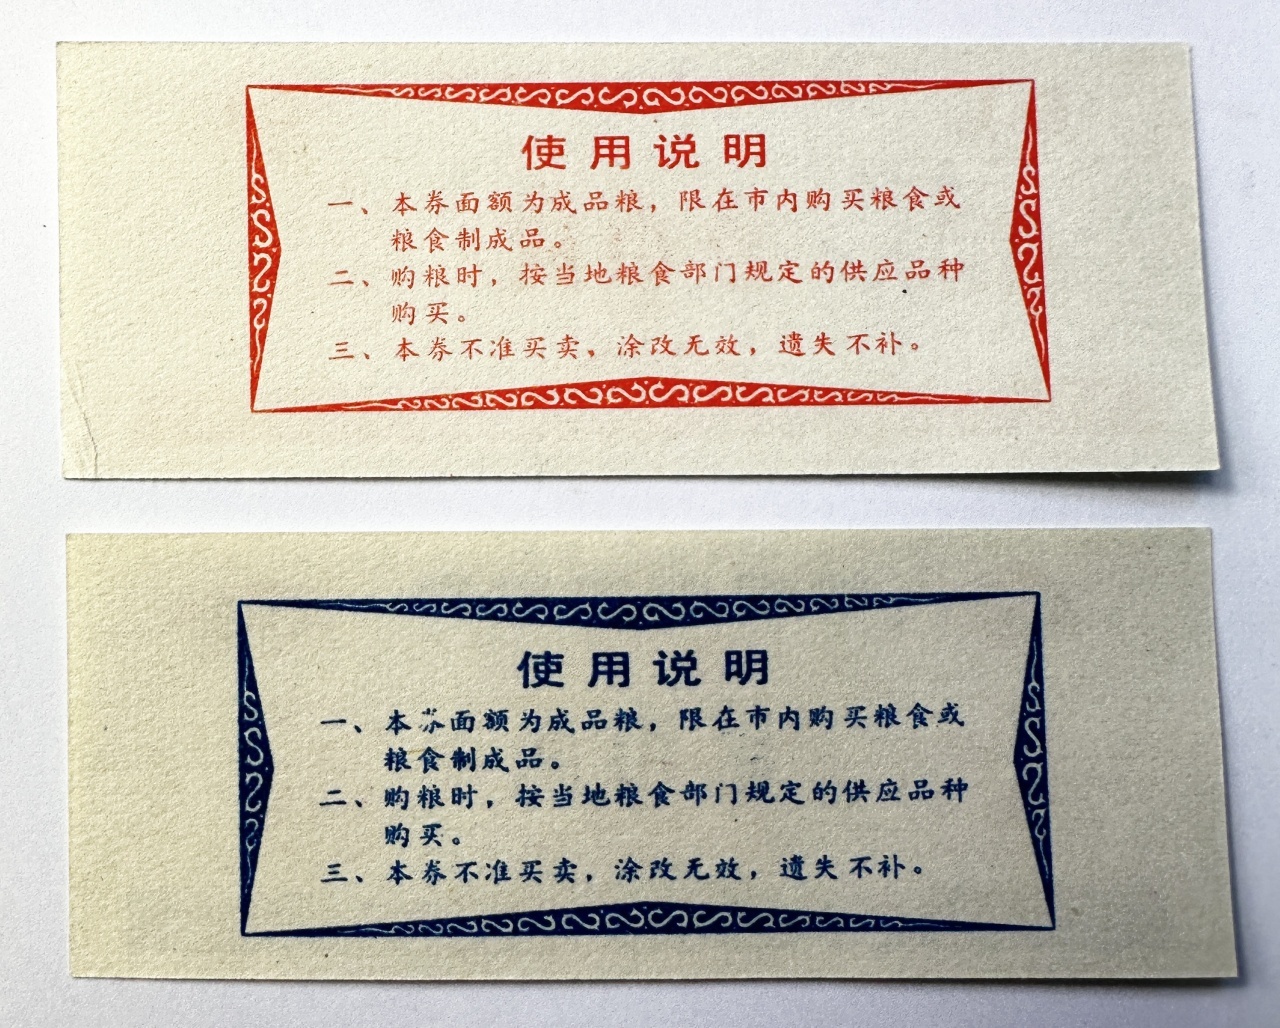 使用说明
一、本券面额为成品粮，限在市内购买粮食或
粮食制成品。
二、购粮时，按当地粮食部门规定的供应品种
购买。
三、本券不准买卖，涂改无效，遗失不补。
使用说明
一、本券面额为成品粮，限在市内购买粮食或
粮食制成品。
二、购粮时，按当地粮食部门规定的供应品种
购买。
三、本券不准买卖，涂改无效，遗失不补。